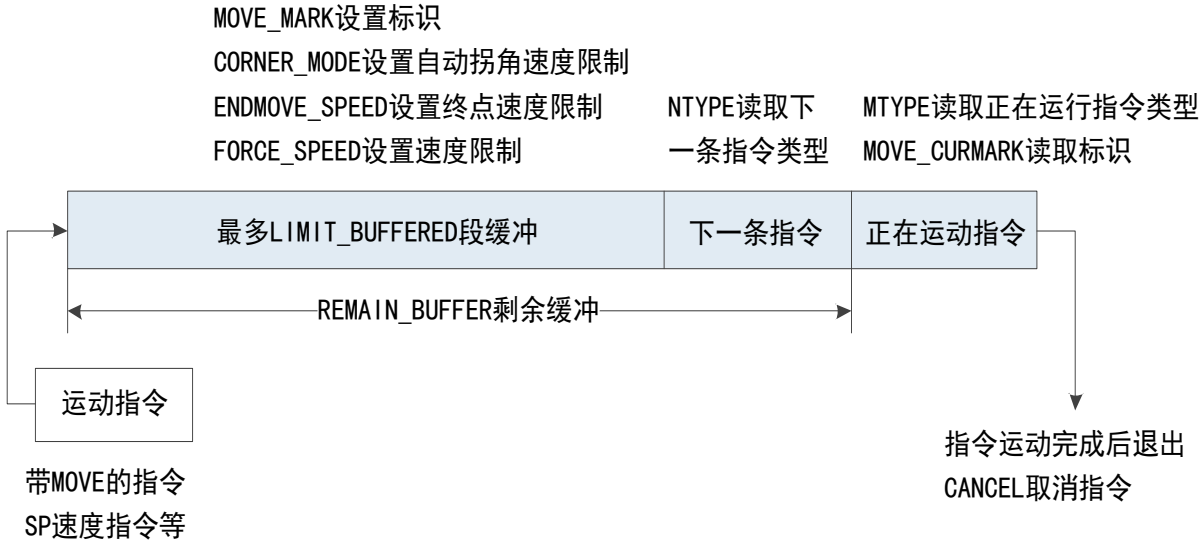 MOVE_MARK设置标识
CORNER_MODE设置自动拐角速度限制
ENDMOVE_SPEED设置终点速度限制
FORCE_SPEED设置速度限制
NTYPE读取下
一条指令类型
MTYPE读取正在运行指令类型
MOVE_CURMARK读取标识
最多LIMIT_BUFFERED段缓冲
下一条指令
正在运动指令
REMAIN_BUFFER剩余缓冲
运动指令
带MOVE的指令
SP速度指令等
指令运动完成后退出
CANCEL取消指令